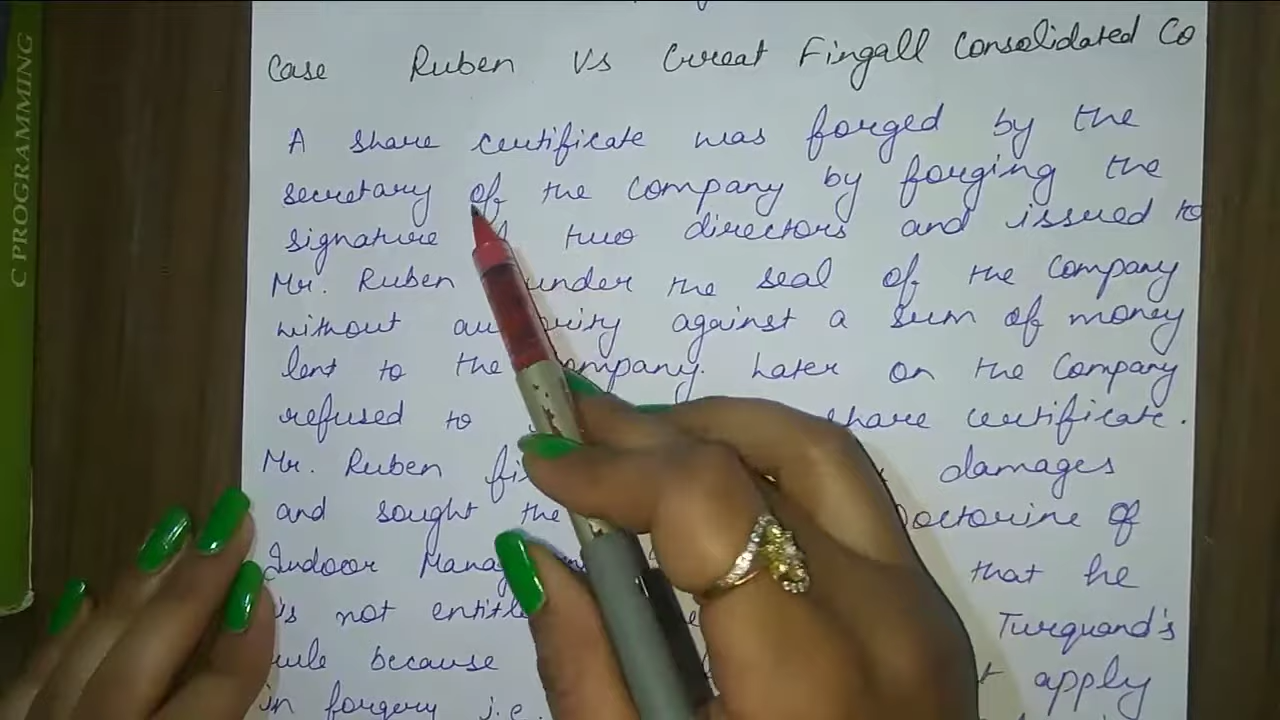 C PROGRAMMING
Case Ruben Vs Great Fingall Consolidated Co
A share certificate was forged by the
secretary of the company by forging the
signature two directors and issued to
Mr. Ruben under the seal of the Company
without against a sum of money
lent to the Company. Later on the Company
refused to share certificate.
Mr. Ruben damages
and sought the Doctorine of
Indoor that he
is not Turquand's
rule because apply
in forgery i.e.